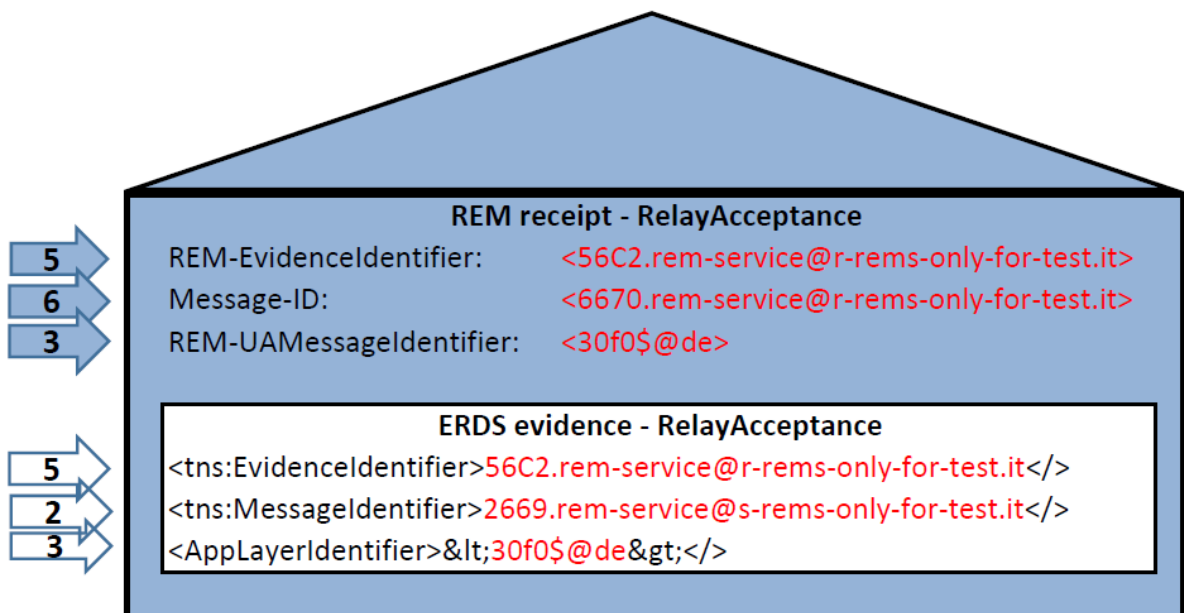 REM receipt - RelayAcceptance
5 REM-EvidenceIdentifier: <56C2.rem-service@r-rems-only-for-test.it>
6 Message-ID: <6670.rem-service@r-rems-only-for-test.it>
3 REM-UAMessageIdentifier: <30f0$@de>
ERDS evidence - RelayAcceptance
5 <tns:EvidenceIdentifier>56C2.rem-service@r-rems-only-for-test.it</>
2 <tns:MessageIdentifier>2669.rem-service@s-rems-only-for-test.it</>
3 <AppLayerIdentifier>&lt;30f0$@de&gt;</>